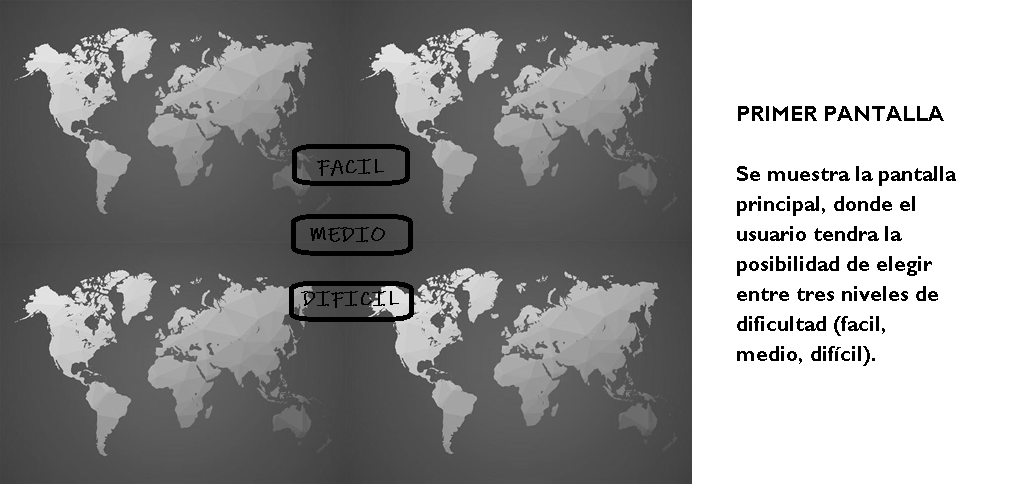 FACIL
MEDIO
DIFICIL
PRIMER PANTALLA
Se muestra la pantalla
principal, donde el
usuario tendra la
posibilidad de elegir
entre tres niveles de
dificultad (facil,
medio, difícil).